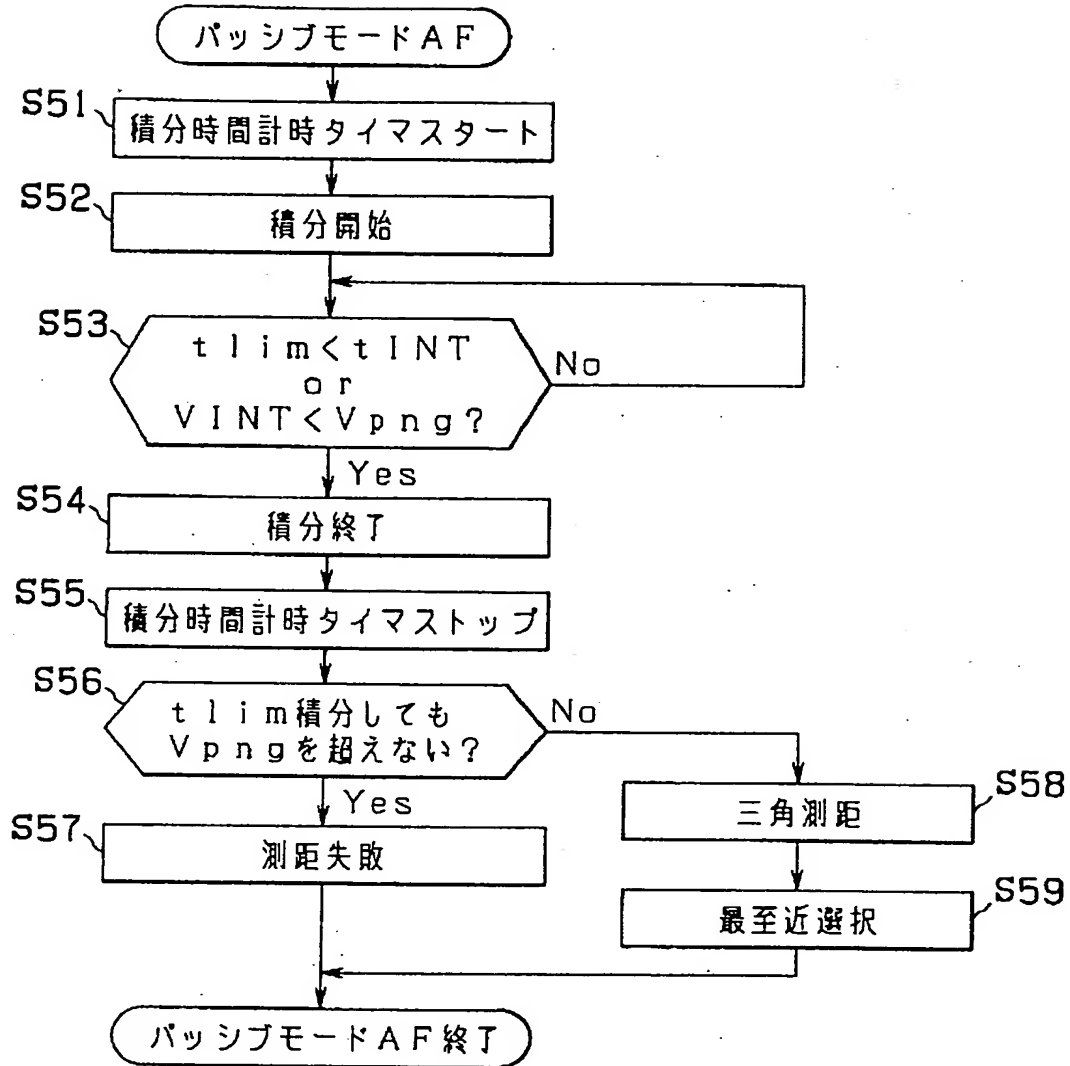 パッシブモードAF
S51
積分時間計時タイマスタート
S52
積分開始
S53
tlim<tINT
or
VINT<Vpng?
No
Yes
S54
積分終了
S55
積分時間計時タイマストップ
S56
tlim積分しても
Vpngを超えない?
No
Yes
S57
測距失敗
S58
三角測距
S59
最至近選択
パッシブモードAF終了